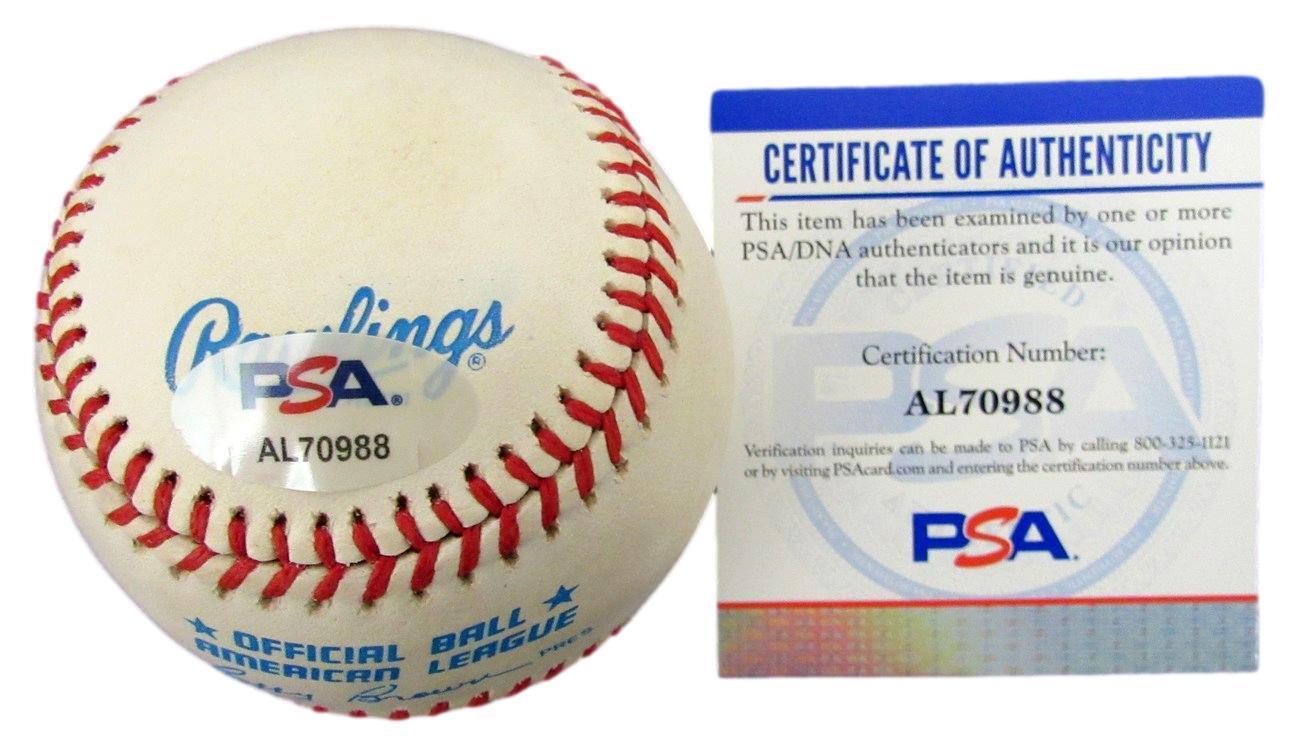 Rawlings®
PSA®
AL70988
★ OFFICIAL BALL ★
AMERICAN LEAGUE
Brown PRES
CERTIFICATE OF AUTHENTICITY
This item has been examined by one or more
PSA/DNA authenticators and it is our opinion
that the item is genuine.
Certification Number:
AL70988
Verification inquiries can be made to PSA by calling 800-325-1121
or by visiting PSAcard.com and entering the certification number above.
PSA.